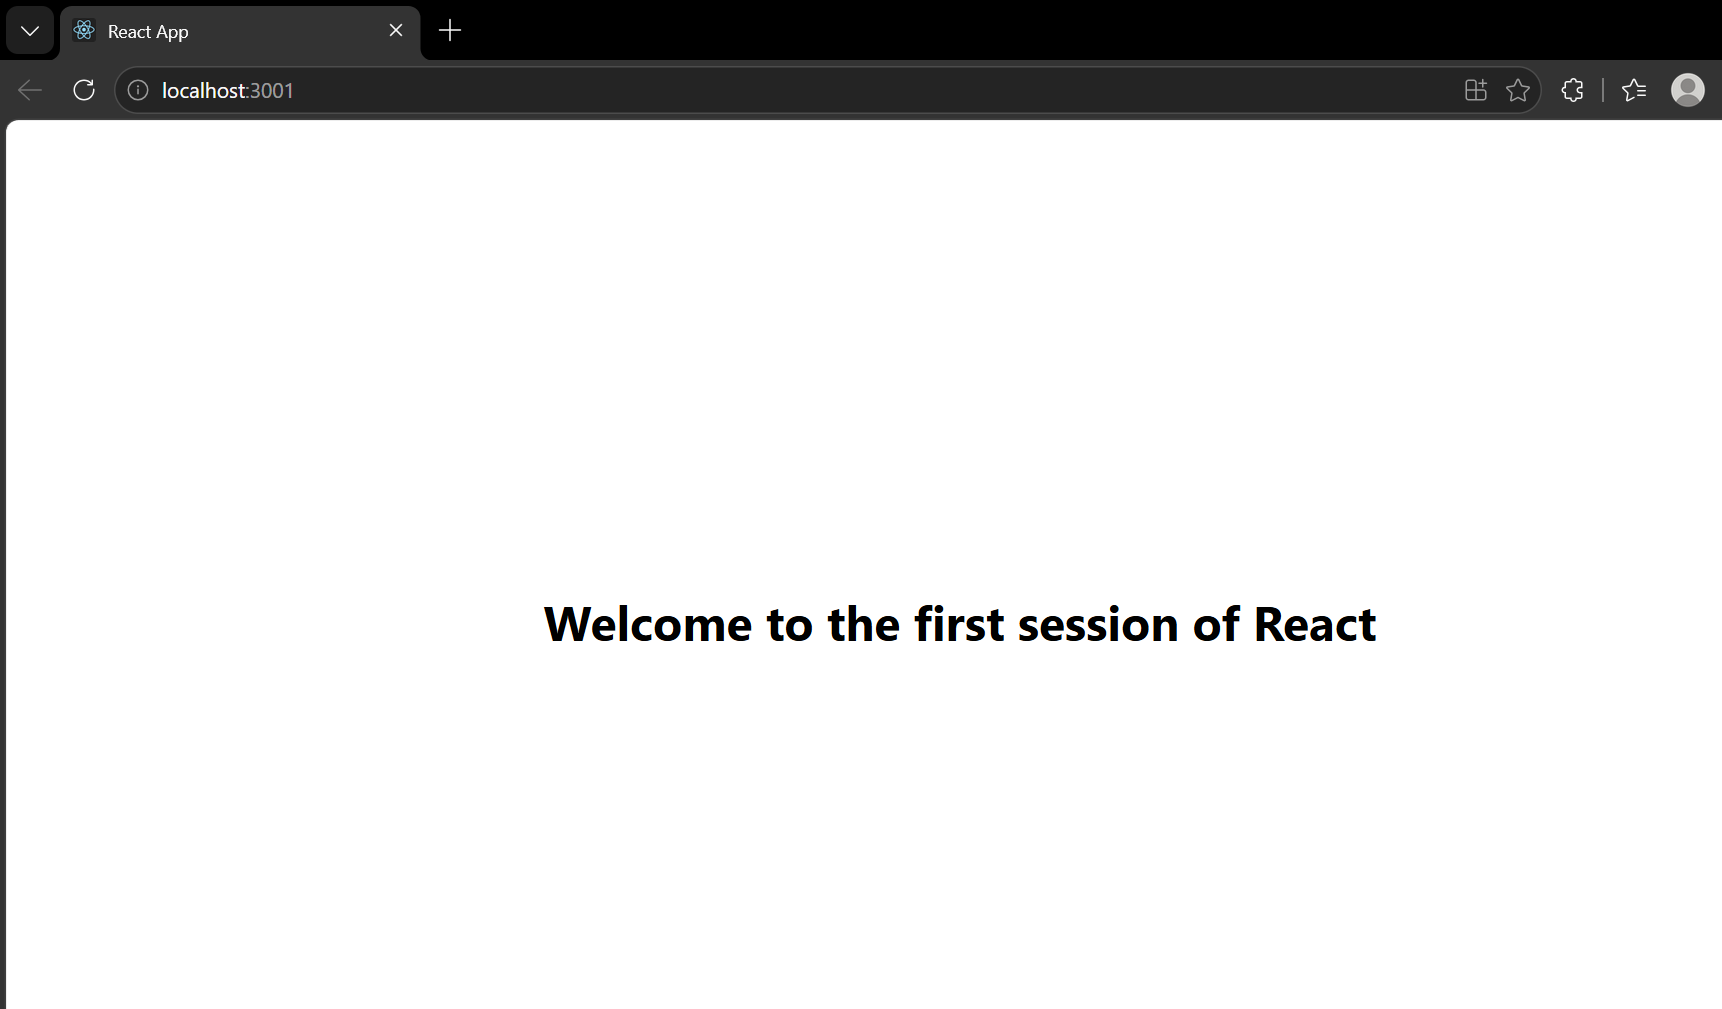 React App
localhost:3001
Welcome to the first session of React